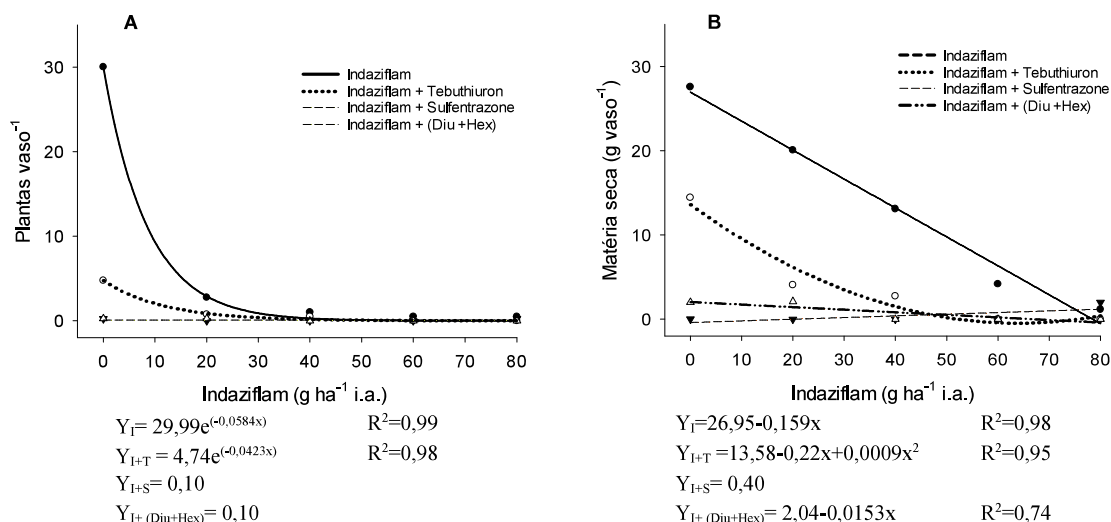 A
Plantas vaso⁻¹
30
20
10
0
Indaziflam
Indaziflam + Tebuthiuron
Indaziflam + Sulfentrazone
Indaziflam + (Diu +Hex)
0 10 20 30 40 50 60 70 80
Indaziflam (g ha⁻¹ i.a.)
Y_I= 29,99e^(-0,0584x) R²=0,99
Y_I+T = 4,74e^(-0,0423x) R²=0,98
Y_I+S= 0,10
Y_I+ (Diu+Hex)= 0,10
B
Matéria seca (g vaso⁻¹)
30
20
10
0
Indaziflam
Indaziflam + Tebuthiuron
Indaziflam + Sulfentrazone
Indaziflam + (Diu +Hex)
0 10 20 30 40 50 60 70 80
Indaziflam (g ha⁻¹ i.a.)
Y_I=26,95-0,159x R²=0,98
Y_I+T =13,58-0,22x+0,0009x² R²=0,95
Y_I+S= 0,40
Y_I+ (Diu+Hex)= 2,04-0,0153x R²=0,74